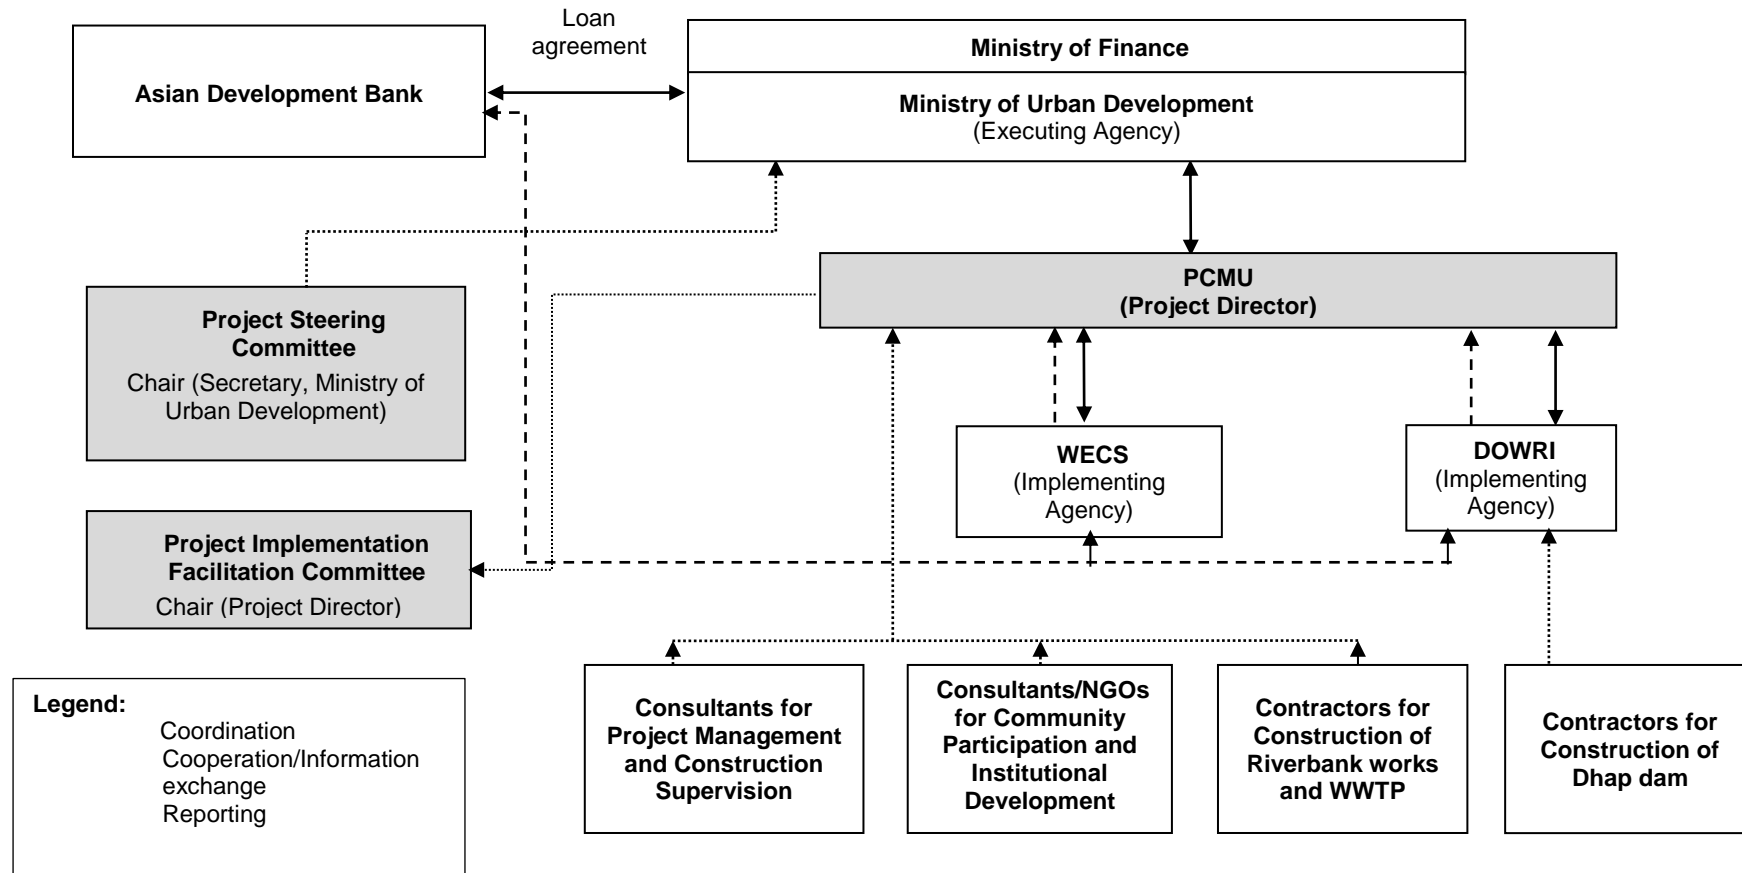 Loan
agreement
Asian Development Bank
Ministry of Finance
Ministry of Urban Development
(Executing Agency)
PCMU
(Project Director)
Project Steering
Committee
Chair (Secretary, Ministry of
Urban Development)
WECS
(Implementing
Agency)
DOWRI
(Implementing
Agency)
Project Implementation
Facilitation Committee
Chair (Project Director)
Legend:
Coordination
Cooperation/Information
exchange
Reporting
Consultants for
Project Management
and Construction
Supervision
Consultants/NGOs
for Community
Participation and
Institutional
Development
Contractors for
Construction of
Riverbank works
and WWTP
Contractors for
Construction of
Dhap dam